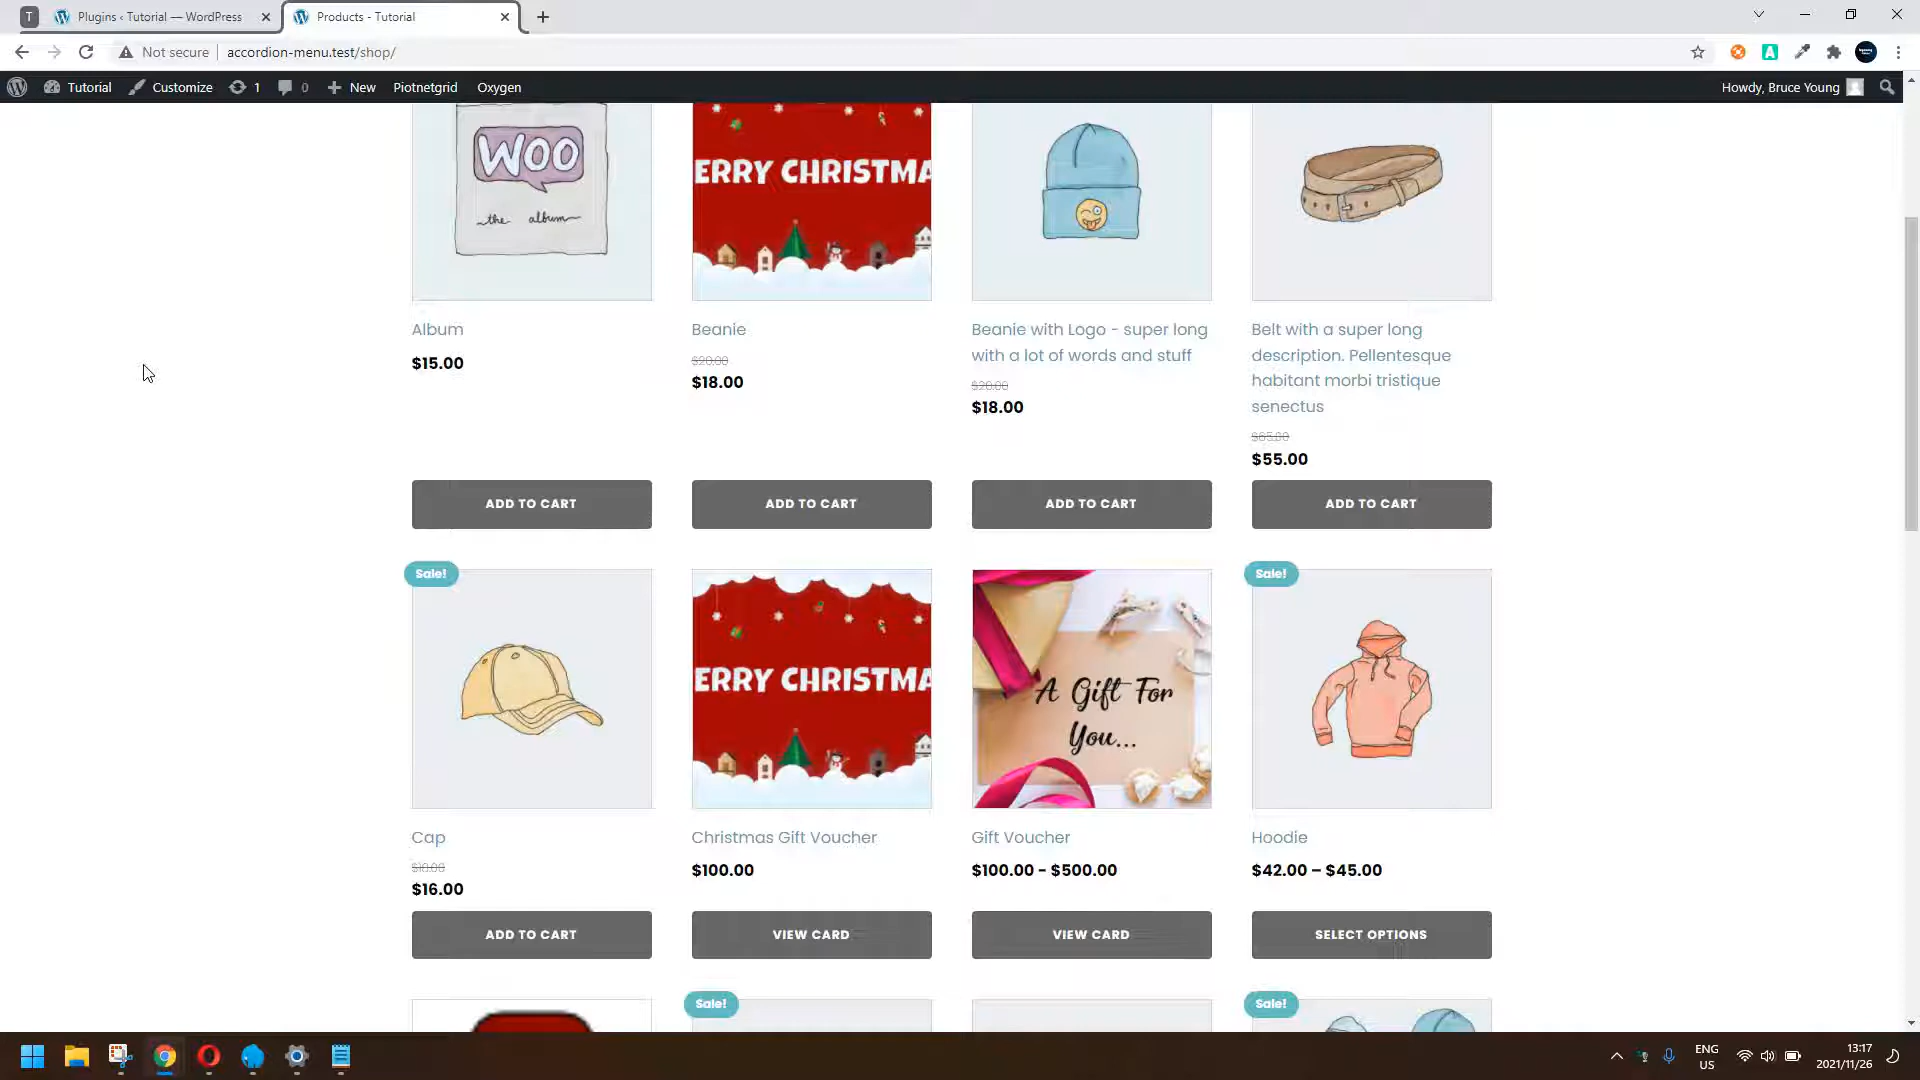 T
Plugins ‹ Tutorial — WordPress
Products - Tutorial
Not secure
accordion-menu.test/shop/
A
Tutorial
Customize
1
0
New
Piotnetgrid
Oxygen
Howdy, Bruce Young
WOO
the album
ERRY CHRISTMA
Album
$15.00
Beanie
$20.00
$18.00
Beanie with Logo - super long
with a lot of words and stuff
$20.00
$18.00
Belt with a super long
description. Pellentesque
habitant morbi tristique
senectus
$65.00
$55.00
ADD TO CART
ADD TO CART
ADD TO CART
ADD TO CART
Sale!
ERRY CHRISTMA
A Gift For
You...
Sale!
Cap
$18.00
$16.00
Christmas Gift Voucher
$100.00
Gift Voucher
$100.00 - $500.00
Hoodie
$42.00 – $45.00
ADD TO CART
VIEW CARD
VIEW CARD
SELECT OPTIONS
Sale!
Sale!
ENG
US
13:17
2021/11/26